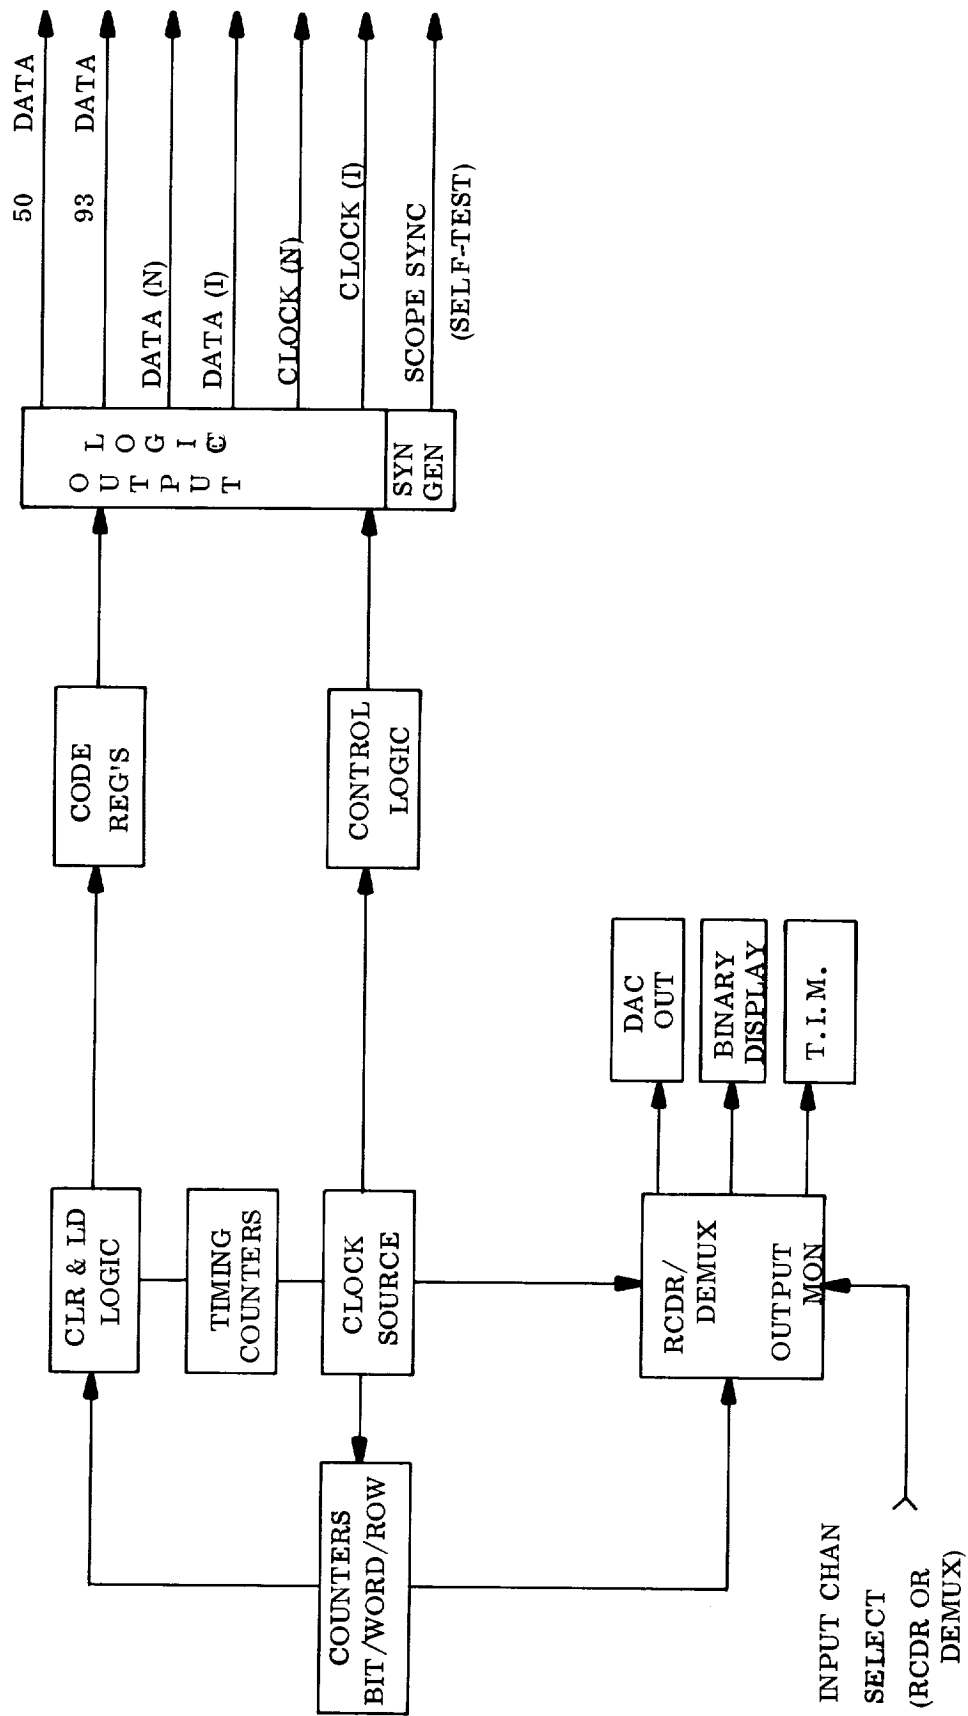 50 DATA
93 DATA
DATA (N)
DATA (I)
CLOCK (N)
CLOCK (I)
SCOPE SYNC
(SELF-TEST)
OUTPUT
LOGIC
SYN
GEN
CODE
REG'S
CONTROL
LOGIC
CLR & LD
LOGIC
TIMING
COUNTERS
CLOCK
SOURCE
COUNTERS
BIT/WORD/ROW
DAC
OUT
BINARY
DISPLAY
T.I.M.
RCDR/
DEMUX
OUTPUT
MON
INPUT CHAN
SELECT
(RCDR OR
DEMUX)